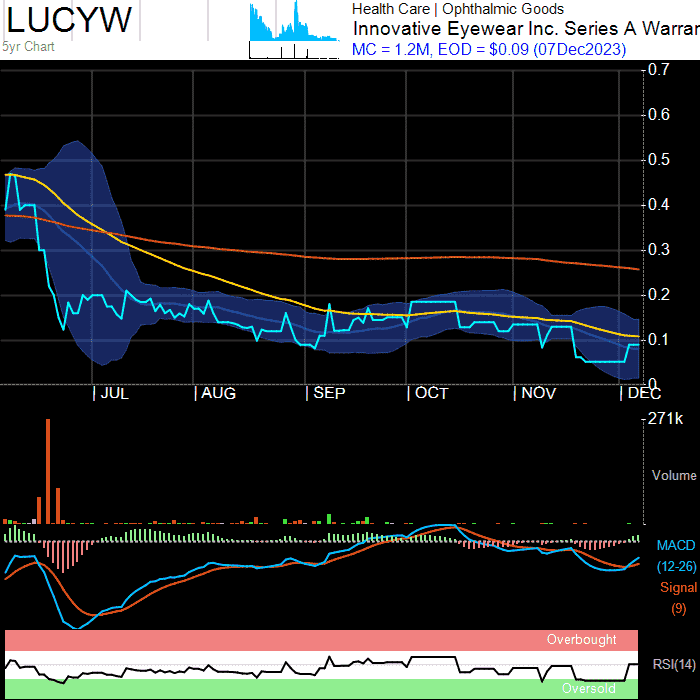 LUCYW
5yr Chart
Health Care | Ophthalmic Goods
Innovative Eyewear Inc. Series A Warran
MC = 1.2M, EOD = $0.09 (07Dec2023)
0.7
0.6
0.5
0.4
0.3
0.2
0.1
0
| JUL | AUG | SEP | OCT | NOV | DEC
271k
Volume
MACD
(12-26)
Signal
(9)
Overbought
RSI(14)
Oversold